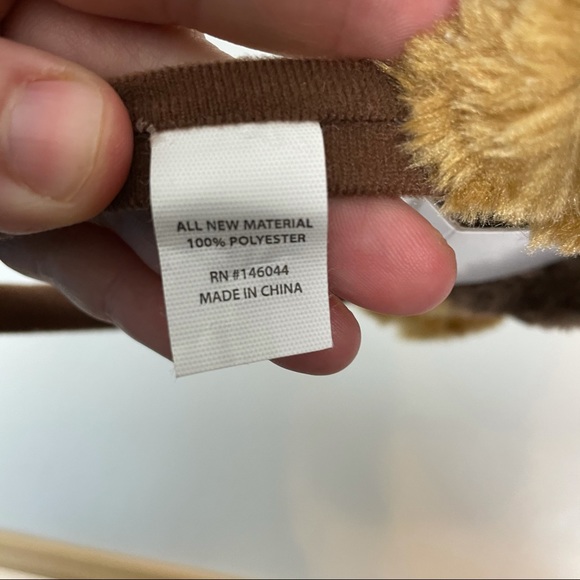 ALL NEW MATERIAL
100% POLYESTER
RN #146044
MADE IN CHINA